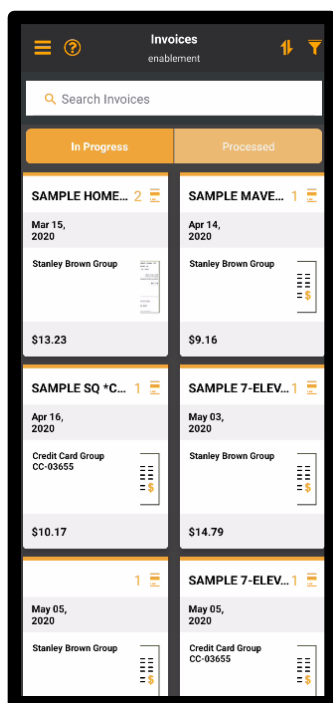 Invoices
enablement
Search Invoices
In Progress
Processed
SAMPLE HOME... 2
Mar 15,
2020
Stanley Brown Group
$13.23
SAMPLE MAVE... 1
Apr 14,
2020
Stanley Brown Group
$9.16
SAMPLE SQ *C... 1
Apr 16,
2020
Credit Card Group
CC-03655
$10.17
SAMPLE 7-ELEV... 1
May 03,
2020
Stanley Brown Group
$14.79
1
May 05,
2020
Stanley Brown Group
SAMPLE 7-ELEV... 1
May 05,
2020
Credit Card Group
CC-03655